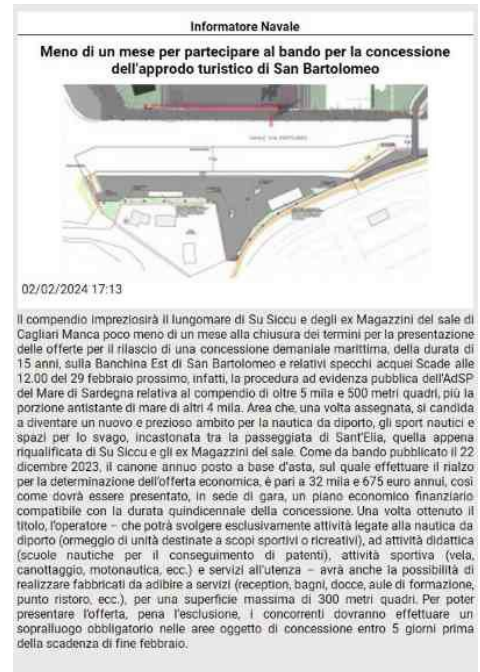 Informatore Navale
Meno di un mese per partecipare al bando per la concessione
dell'approdo turistico di San Bartolomeo
02/02/2024 17:13
Il compendio impreziosirà il lungomare di Su Siccu e degli ex Magazzini del sale di
Cagliari Manca poco meno di un mese alla chiusura dei termini per la presentazione
delle offerte per il rilascio di una concessione demaniale marittima, della durata di
15 anni, sulla Banchina Est di San Bartolomeo e relativi specchi acquei Scade alle
12.00 del 29 febbraio prossimo, infatti, la procedura ad evidenza pubblica dell'AdSP
del Mare di Sardegna relativa al compendio di oltre 5 mila e 500 metri quadri, più la
porzione antistante di mare di altri 4 mila. Area che, una volta assegnata, si candida
a diventare un nuovo e prezioso ambito per la nautica da diporto, gli sport nautici e
spazi per lo svago, incastonata tra la passeggiata di Sant'Elia, quella appena
riqualificata di Su Siccu e gli ex Magazzini del sale. Come da bando pubblicato il 22
dicembre 2023, il canone annuo posto a base d'asta, sul quale effettuare il rialzo
per la determinazione dell'offerta economica, è pari a 32 mila e 675 euro annui, così
come dovrà essere presentato, in sede di gara, un piano economico finanziario
compatibile con la durata quindicennale della concessione. Una volta ottenuto il
titolo, l'operatore – che potrà svolgere esclusivamente attività legate alla nautica da
diporto (ormeggio di unità destinate a scopi sportivi o ricreativi), ad attività didattica
(scuole nautiche per il conseguimento di patenti), attività sportiva (vela,
canottaggio, motonautica, ecc.) e servizi all'utenza – avrà anche la possibilità di
realizzare fabbricati da adibire a servizi (reception, bagni, docce, aule di formazione,
punto ristoro, ecc.), per una superficie massima di 300 metri quadri. Per poter
presentare l'offerta, pena l'esclusione, i concorrenti dovranno effettuare un
sopralluogo obbligatorio nelle aree oggetto di concessione entro 5 giorni prima
della scadenza di fine febbraio.